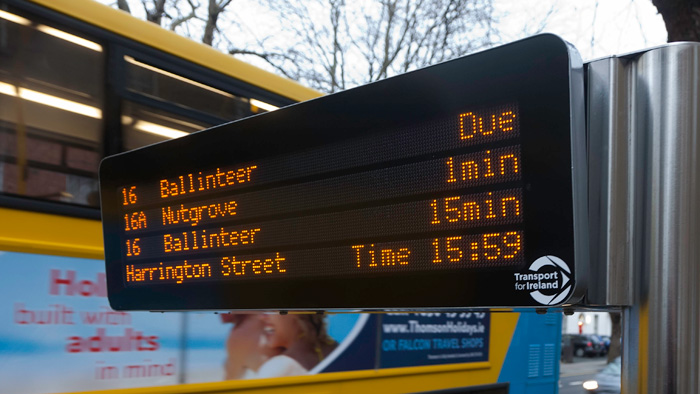 16 Ballinteer Due
16A Nutgrove 1min
16 Ballinteer 15min
Harrington Street Time 15:59
Transport
for Ireland
built with
adults
in mind
www.ThomsonHolidays.ie
OR FALCON TRAVEL SHOPS